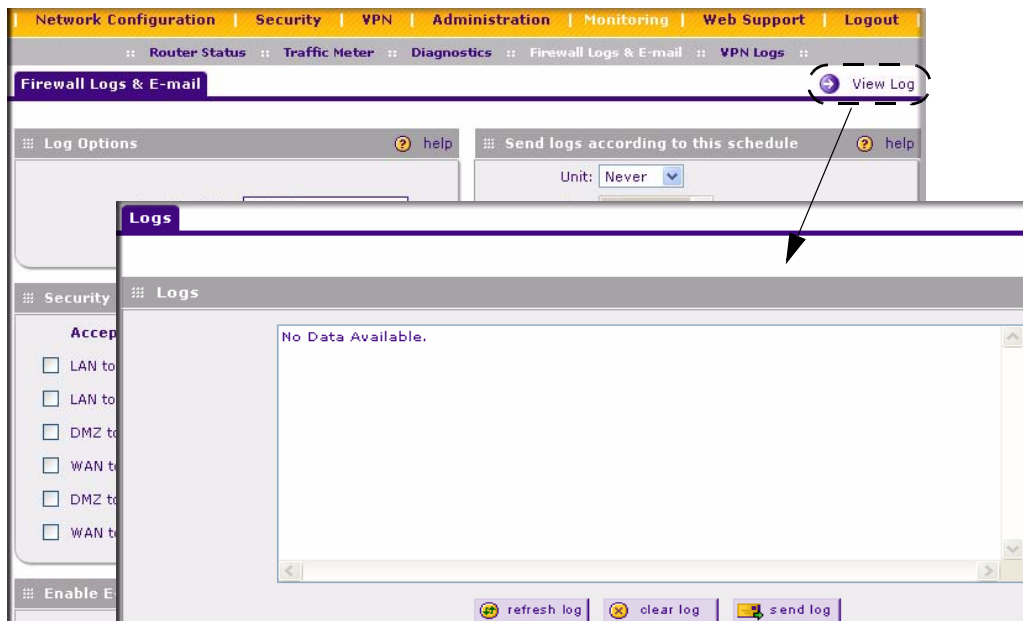 Network Configuration | Security | VPN | Administration | Monitoring | Web Support | Logout |
:: Router Status :: Traffic Meter :: Diagnostics :: Firewall Logs & E-mail :: VPN Logs ::
Firewall Logs & E-mail
View Log
Log Options
help
Send logs according to this schedule
help
Unit: Never
Logs
Logs
Security
Accep
No Data Available.
LAN to
LAN to
DMZ to
WAN t
DMZ to
WAN t
Enable E
refresh log
clear log
send log